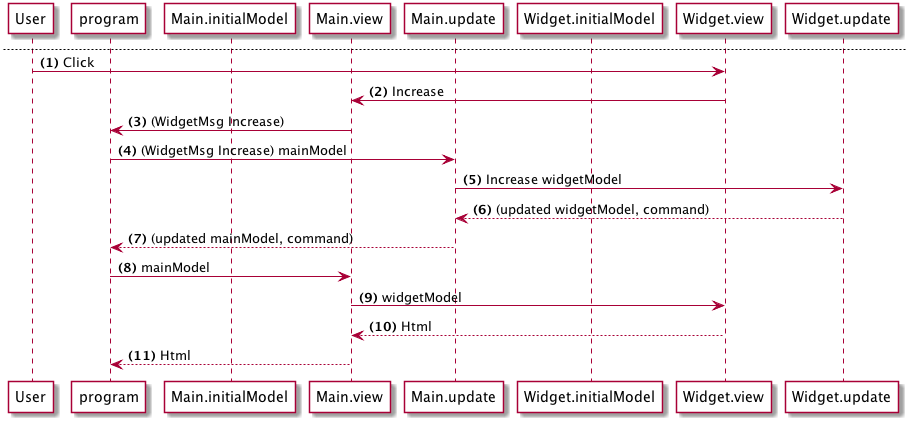 User program Main.initialModel Main.view Main.update Widget.initialModel Widget.view Widget.update
(1) Click
(2) Increase
(3) (WidgetMsg Increase)
(4) (WidgetMsg Increase) mainModel
(5) Increase widgetModel
(6) (updated widgetModel, command)
(7) (updated mainModel, command)
(8) mainModel
(9) widgetModel
(10) Html
(11) Html
User program Main.initialModel Main.view Main.update Widget.initialModel Widget.view Widget.update